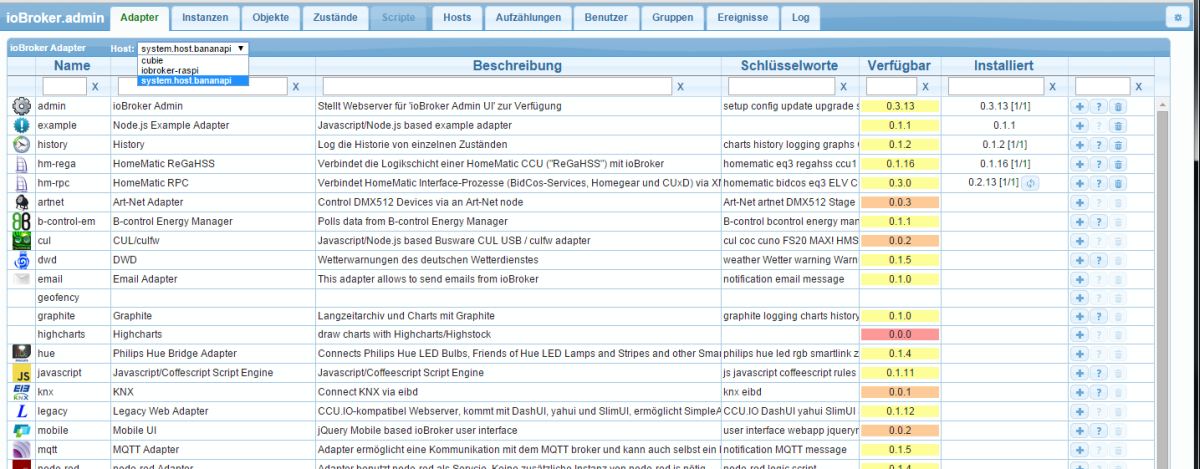 ioBroker.admin Adapter Instanzen Objekte Zustände Scripte Hosts Aufzählungen Benutzer Gruppen Ereignisse Log
ioBroker Adapter Host: system.host.bananapi
cubie
iobroker-raspi
system.host.bananapi
Name Beschreibung Schlüsselworte Verfügbar Installiert
X X X X X X X
admin ioBroker Admin Stellt Webserver für 'ioBroker Admin UI' zur Verfügung setup config update upgrade s 0.3.13 0.3.13 [1/1] + ?
example Node.js Example Adapter Javascript/Node.js based example adapter 0.1.1 0.1.1 + ?
history History Log die Historie von einzelnen Zuständen charts history logging graphs 0.1.2 0.1.2 [1/1] + ?
hm-rega HomeMatic ReGaHSS Verbindet die Logikschicht einer HomeMatic CCU ("ReGaHSS") mit ioBroker homematic eq3 regahss ccu1 0.1.16 0.1.16 [1/1] + ?
hm-rpc HomeMatic RPC Verbindet HomeMatic Interface-Prozesse (BidCos-Services, Homegear und CUxD) via XM homematic bidcos eq3 ELV C 0.3.0 0.2.13 [1/1] + ?
artnet Art-Net Adapter Control DMX512 Devices via an Art-Net node Art-Net artnet DMX512 Stage 0.0.3 + ?
b-control-em B-control Energy Manager Polls data from B-control Energy Manager B-control bcontrol energy mar 0.1.1 + ?
cul CUL/culfw Javascript/Node.js based Busware CUL USB / culfw adapter cul coc cuno FS20 MAX! HMS 0.0.2 + ?
dwd DWD Wetterwarnungen des deutschen Wetterdienstes weather Wetter warning Warn 0.1.5 + ?
email Email Adapter This adapter allows to send emails from ioBroker notification email message 0.1.0 + ?
geofency + ?
graphite Graphite Langzeitarchiv und Charts mit Graphite graphite logging charts history 0.1.0 + ?
highcharts Highcharts draw charts with Highcharts/Highstock 0.0.0 + ?
hue Philips Hue Bridge Adapter Connects Philips Hue LED Bulbs, Friends of Hue LED Lamps and Stripes and other Smar philips hue led rgb smartlink z 0.1.4 + ?
JS javascript Javascript/Coffescript Script Engine Javascript/CoffeeScript Script Engine js javascript coffeescript rules 0.1.11 + ?
EIB KNX knx KNX Connect KNX via eibd knx eibd 0.0.1 + ?
L legacy Legacy Web Adapter CCU.IO-kompatibel Webserver, kommt mit DashUI, yahui und SlimUI, ermöglicht SimpleA CCU.IO DashUI yahui SlimUI 0.1.12 + ?
mobile Mobile UI jQuery Mobile based ioBroker user interface user interface webapp jquerym 0.0.2 + ?
mqtt MQTT Adapter Adapter ermöglicht eine Kommunikation mit dem MQTT broker und kann auch selbst ein notification MQTT message 0.1.5 + ?
node-red node-red Adapter Adapter benutzt node-red als Servcie. Keine zusätzliche Instanz von node-red is nötig node-red logic script 0.1.4 + ?